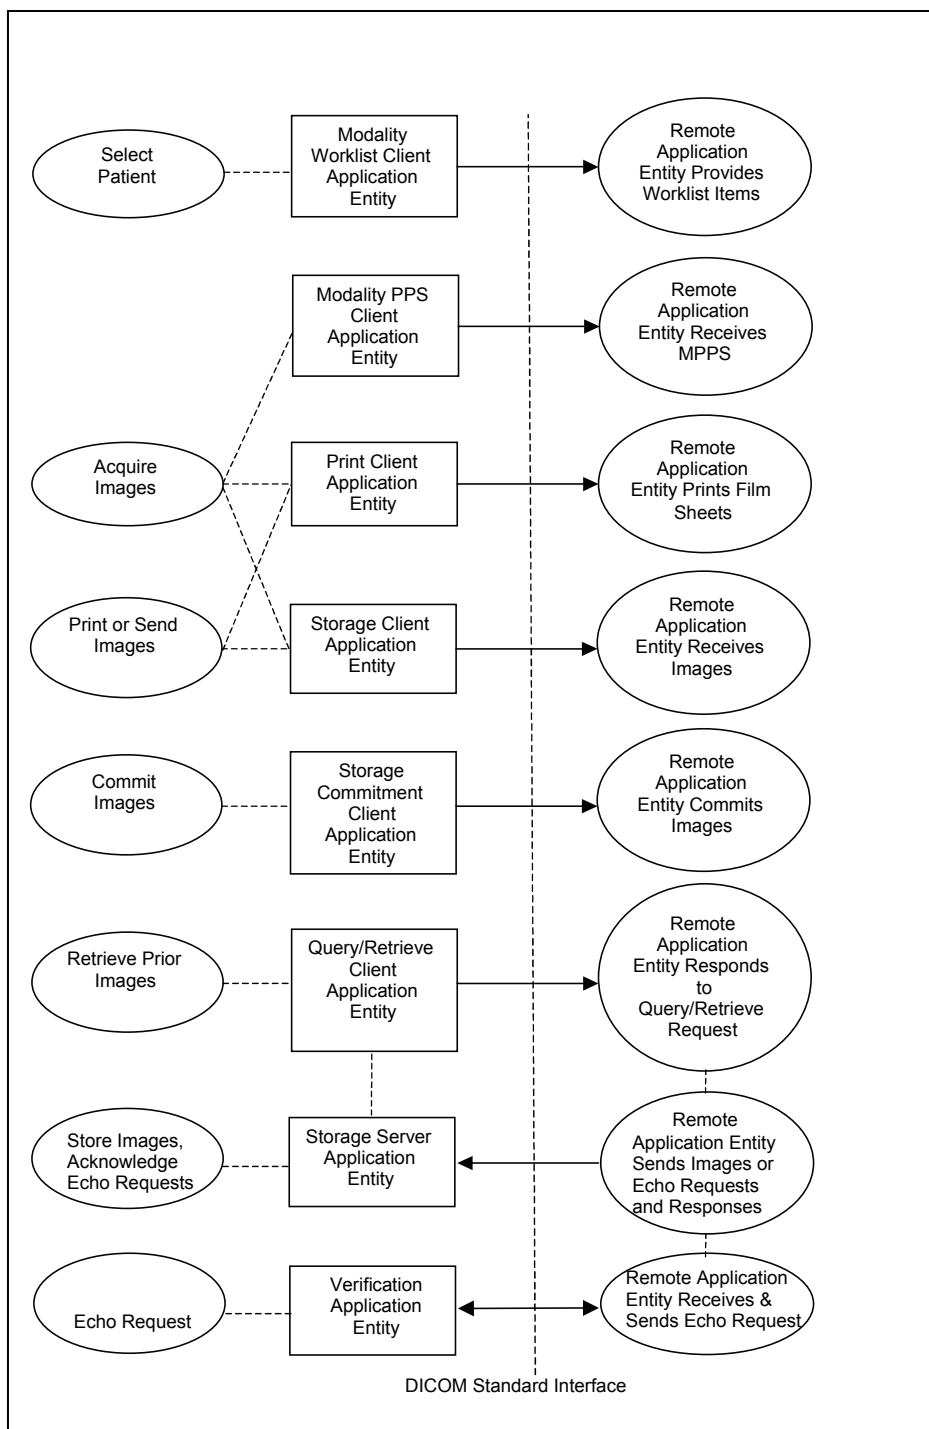 Select
Patient
Modality
Worklist Client
Application
Entity
Remote
Application
Entity Provides
Worklist Items
Modality PPS
Client
Application
Entity
Remote
Application
Entity Receives
MPPS
Acquire
Images
Print Client
Application
Entity
Remote
Application
Entity Prints Film
Sheets
Print or Send
Images
Storage Client
Application
Entity
Remote
Application
Entity Receives
Images
Commit
Images
Storage
Commitment
Client
Application
Entity
Remote
Application
Entity Commits
Images
Retrieve Prior
Images
Query/Retrieve
Client
Application
Entity
Remote
Application
Entity Responds
to
Query/Retrieve
Request
Store Images,
Acknowledge
Echo Requests
Storage Server
Application
Entity
Remote
Application Entity
Sends Images or
Echo Requests
and Responses
Echo Request
Verification
Application
Entity
Remote Application
Entity Receives &
Sends Echo Request
DICOM Standard Interface